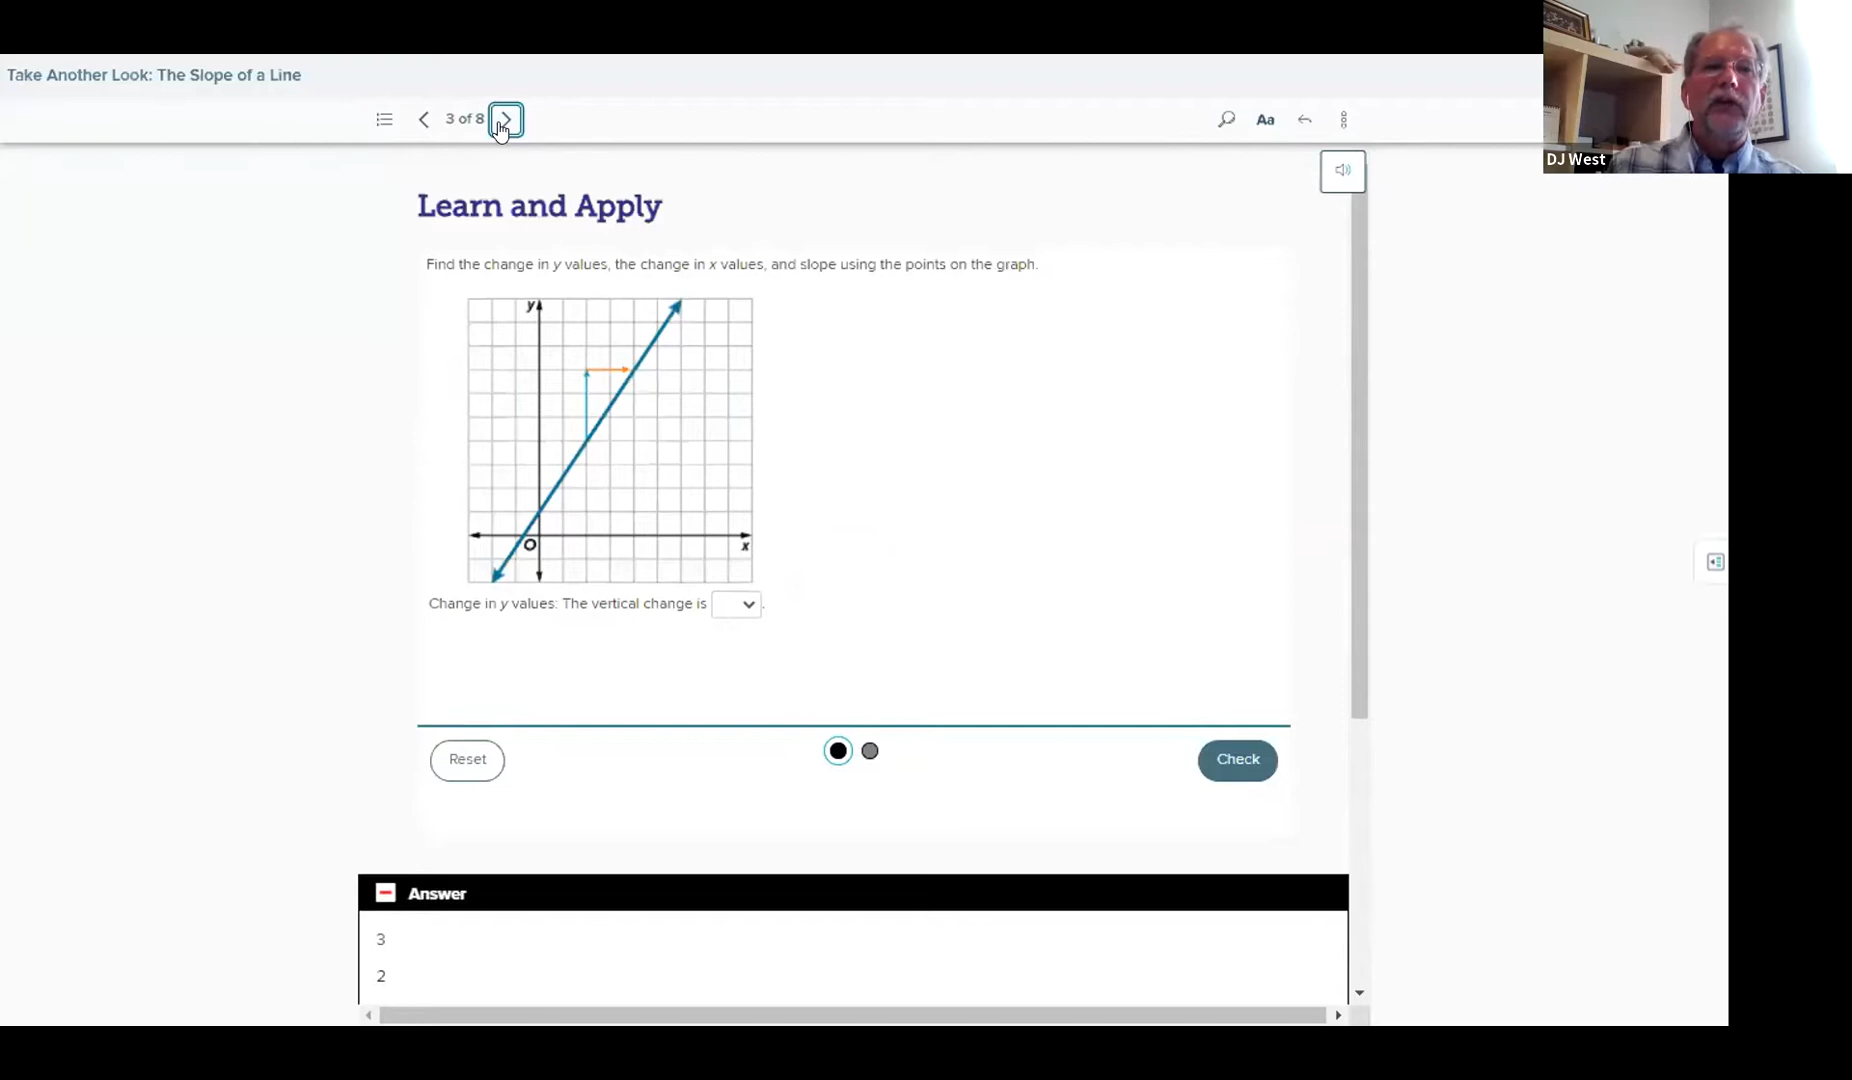 Take Another Look: The Slope of a Line
3 of 8
Aa
DJ West
Learn and Apply
Find the change in y values, the change in x values, and slope using the points on the graph.
y
O
x
Change in y values: The vertical change is .
Reset
Check
Answer
3
2